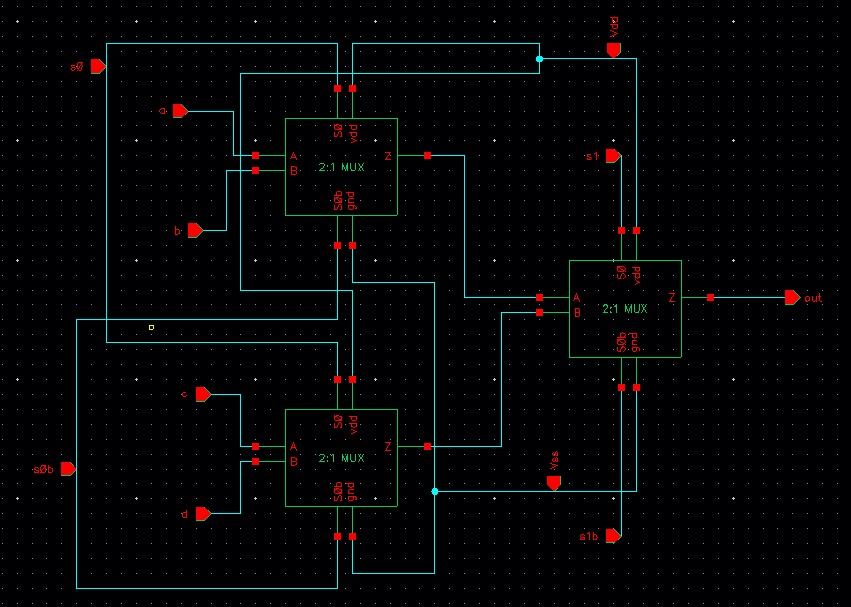 Vdd
s0
a
S0 vdd
A
B
2:1 MUX
Z
s1
S0b gnd
b
S0 vdd
A
B
2:1 MUX
Z
out
S0b gnd
c
S0 vdd
A
B
2:1 MUX
Z
s0b
Vss
S0b gnd
d
s1b